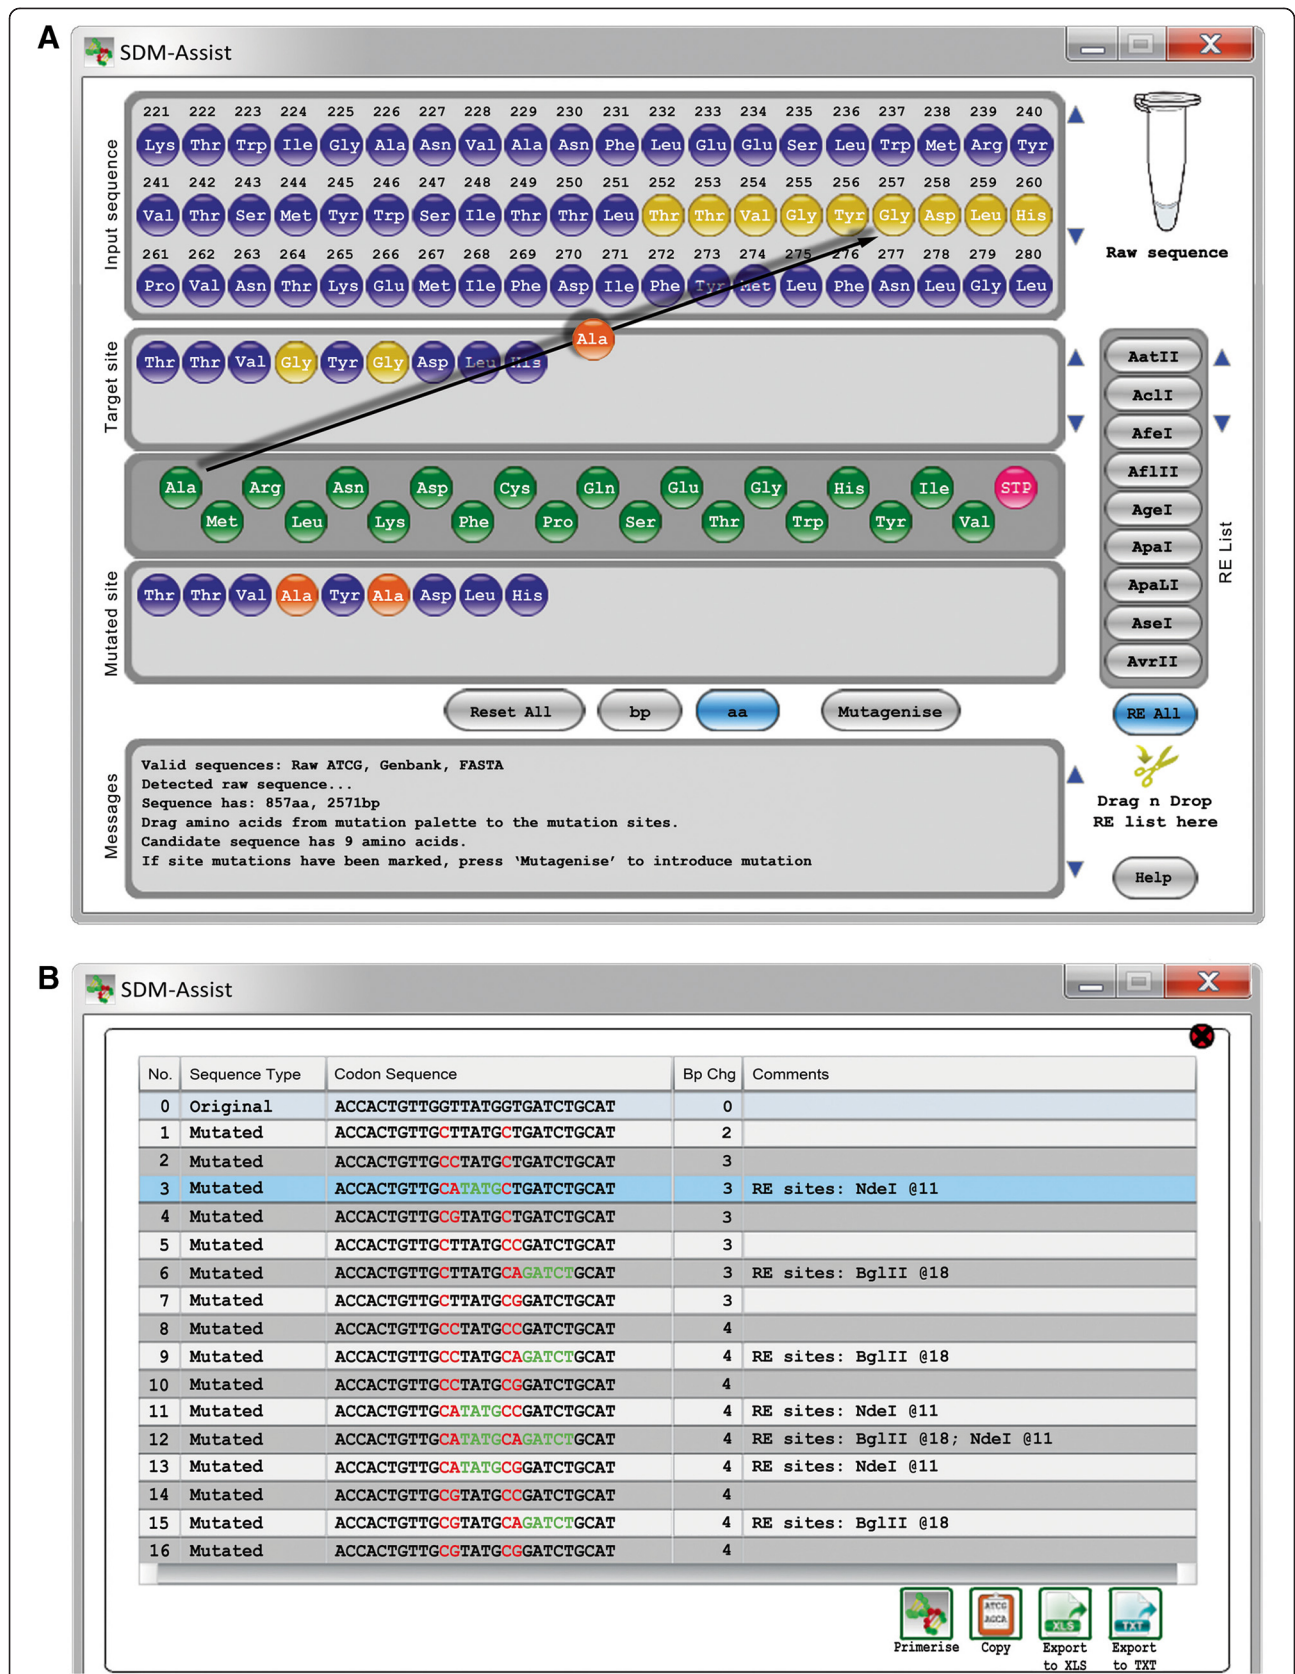 A
SDM-Assist
Input sequence
221 222 223 224 225 226 227 228 229 230 231 232 233 234 235 236 237 238 239 240
Lys Thr Trp Ile Gly Ala Asn Val Ala Asn Phe Leu Glu Glu Ser Leu Trp Met Arg Tyr
241 242 243 244 245 246 247 248 249 250 251 252 253 254 255 256 257 258 259 260
Val Thr Ser Met Tyr Trp Ser Ile Thr Thr Leu Thr Thr Val Gly Tyr Gly Asp Leu His
261 262 263 264 265 266 267 268 269 270 271 272 273 274 275 276 277 278 279 280
Pro Val Asn Thr Lys Glu Met Ile Phe Asp Ile Phe Tyr Met Leu Phe Asn Leu Gly Leu
Raw sequence
Target site
Ala
Thr Thr Val Gly Tyr Gly Asp Leu His
Ala Arg Asn Asp Cys Gln Glu Gly His Ile STP
Met Leu Lys Phe Pro Ser Thr Trp Tyr Val
Mutated site
Thr Thr Val Ala Tyr Ala Asp Leu His
AatII
AclI
AfeI
AflII
AgeI
ApaI
ApaLI
AseI
AvrII
RE List
Reset All bp aa Mutagenise RE All
Messages
Valid sequences: Raw ATCG, Genbank, FASTA
Detected raw sequence...
Sequence has: 857aa, 2571bp
Drag amino acids from mutation palette to the mutation sites.
Candidate sequence has 9 amino acids.
If site mutations have been marked, press ‘Mutagenise’ to introduce mutation
Drag n Drop
RE list here
Help
B
SDM-Assist
No. Sequence Type Codon Sequence Bp Chg Comments
0 Original ACCACTGTTGGTTATGGTGATCTGCAT 0
1 Mutated ACCACTGTTGCTTATGCTGATCTGCAT 2
2 Mutated ACCACTGTTGCCTATGCTGATCTGCAT 3
3 Mutated ACCACTGTTGCATATGCTGATCTGCAT 3 RE sites: NdeI @11
4 Mutated ACCACTGTTGCGTATGCTGATCTGCAT 3
5 Mutated ACCACTGTTGCTTATGCCGATCTGCAT 3
6 Mutated ACCACTGTTGCTTATGCAGATCTGCAT 3 RE sites: BglII @18
7 Mutated ACCACTGTTGCTTATGCGGATCTGCAT 3
8 Mutated ACCACTGTTGCCTATGCCGATCTGCAT 4
9 Mutated ACCACTGTTGCCTATGCAGATCTGCAT 4 RE sites: BglII @18
10 Mutated ACCACTGTTGCCTATGCGGATCTGCAT 4
11 Mutated ACCACTGTTGCATATGCCGATCTGCAT 4 RE sites: NdeI @11
12 Mutated ACCACTGTTGCATATGCAGATCTGCAT 4 RE sites: BglII @18; NdeI @11
13 Mutated ACCACTGTTGCATATGCGGATCTGCAT 4 RE sites: NdeI @11
14 Mutated ACCACTGTTGCGTATGCCGATCTGCAT 4
15 Mutated ACCACTGTTGCGTATGCAGATCTGCAT 4 RE sites: BglII @18
16 Mutated ACCACTGTTGCGTATGCGGATCTGCAT 4
ATCG
AGCA
XLS
TXT
Primerise Copy Export Export
to XLS to TXT